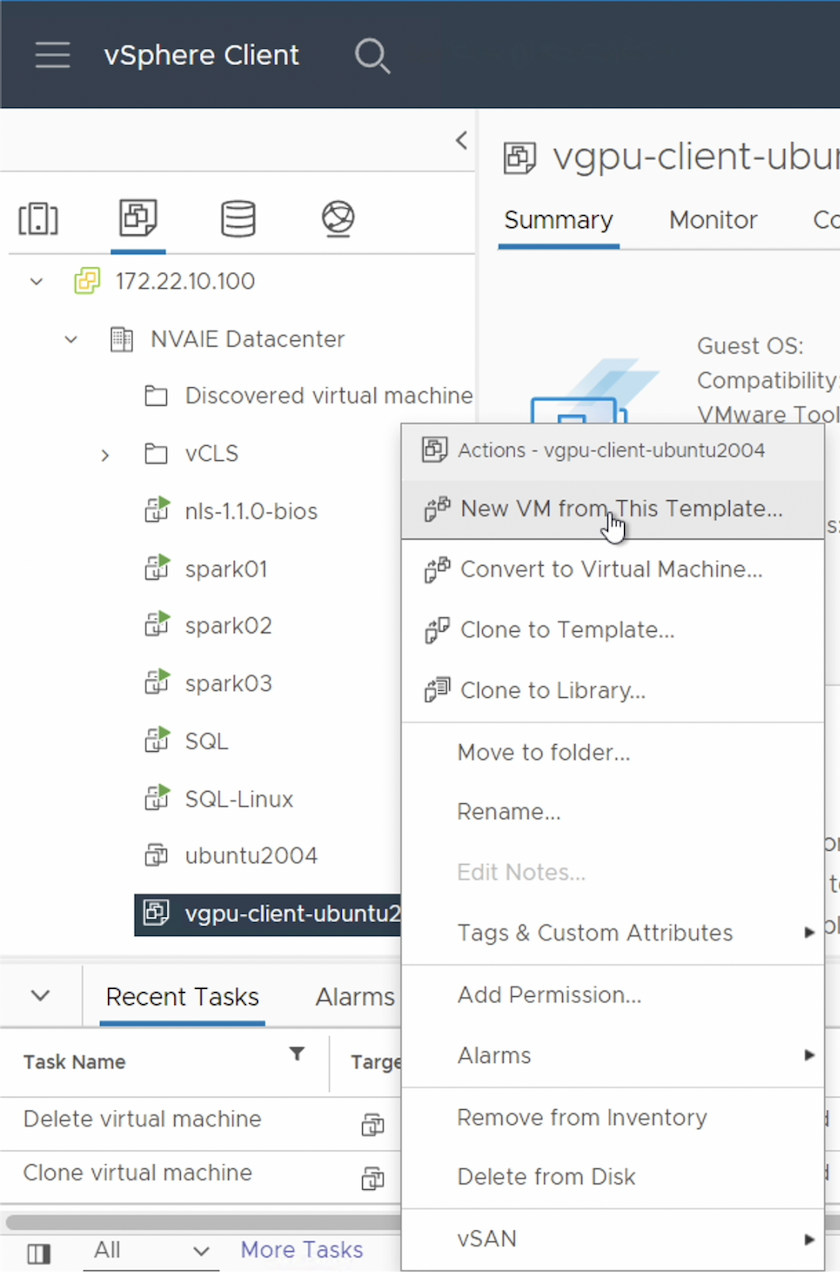 vSphere Client
vgpu-client-ubu
Summary
Monitor
172.22.10.100
NVAIE Datacenter
Discovered virtual machine
vCLS
nls-1.1.0-bios
spark01
spark02
spark03
SQL
SQL-Linux
ubuntu2004
vgpu-client-ubuntu2
Guest OS:
Compatibility:
VMware Tool
Actions - vgpu-client-ubuntu2004
New VM from This Template...
Convert to Virtual Machine...
Clone to Template...
Clone to Library...
Move to folder...
Rename...
Edit Notes...
Tags & Custom Attributes
Add Permission...
Alarms
Remove from Inventory
Delete from Disk
vSAN
Recent Tasks
Alarms
Task Name
Targe
Delete virtual machine
Clone virtual machine
All
More Tasks